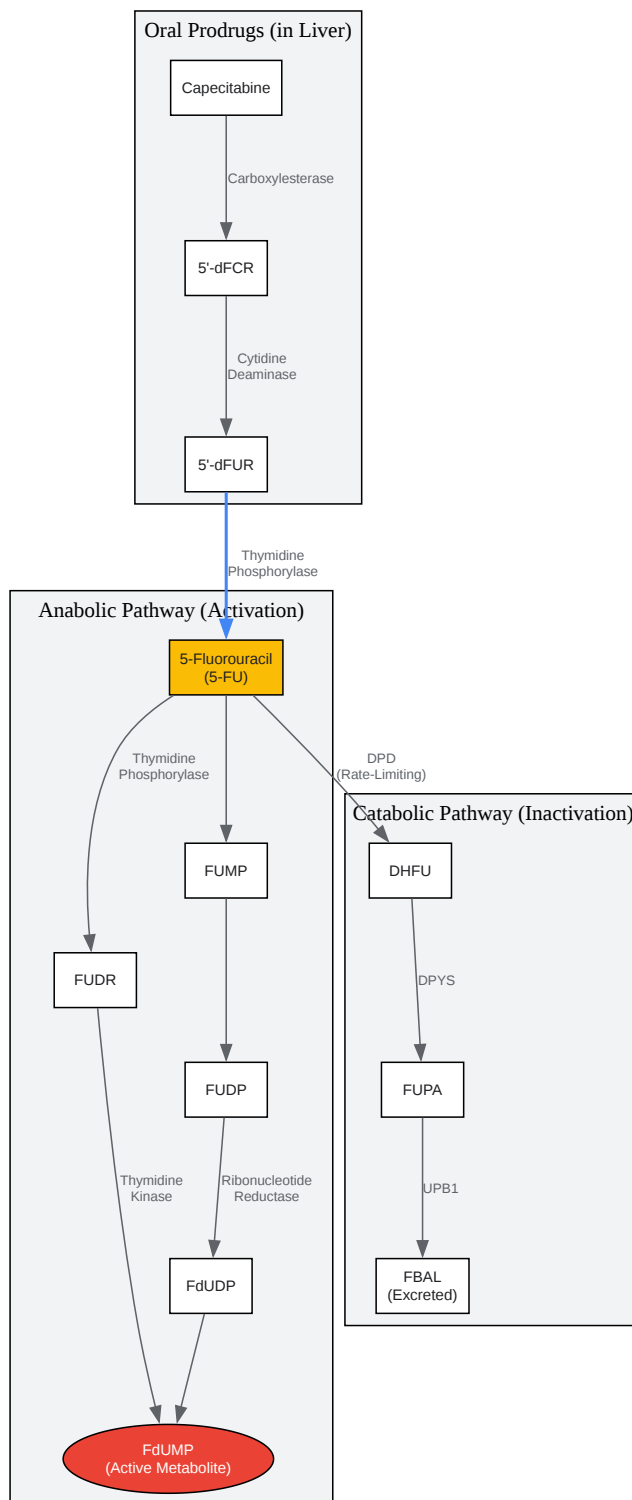 Oral Prodrugs (in Liver)
Capecitabine
Carboxylesterase
5'-dFCR
Cytidine
Deaminase
5'-dFUR
Thymidine
Phosphorylase
Anabolic Pathway (Activation)
5-Fluorouracil
(5-FU)
Thymidine
Phosphorylase
DPD
(Rate-Limiting)
Catabolic Pathway (Inactivation)
FUMP
DHFU
FUDR
DPYS
FUDP
FUPA
Thymidine
Kinase
Ribonucleotide
Reductase
UPB1
FdUDP
FBAL
(Excreted)
FdUMP
(Active Metabolite)